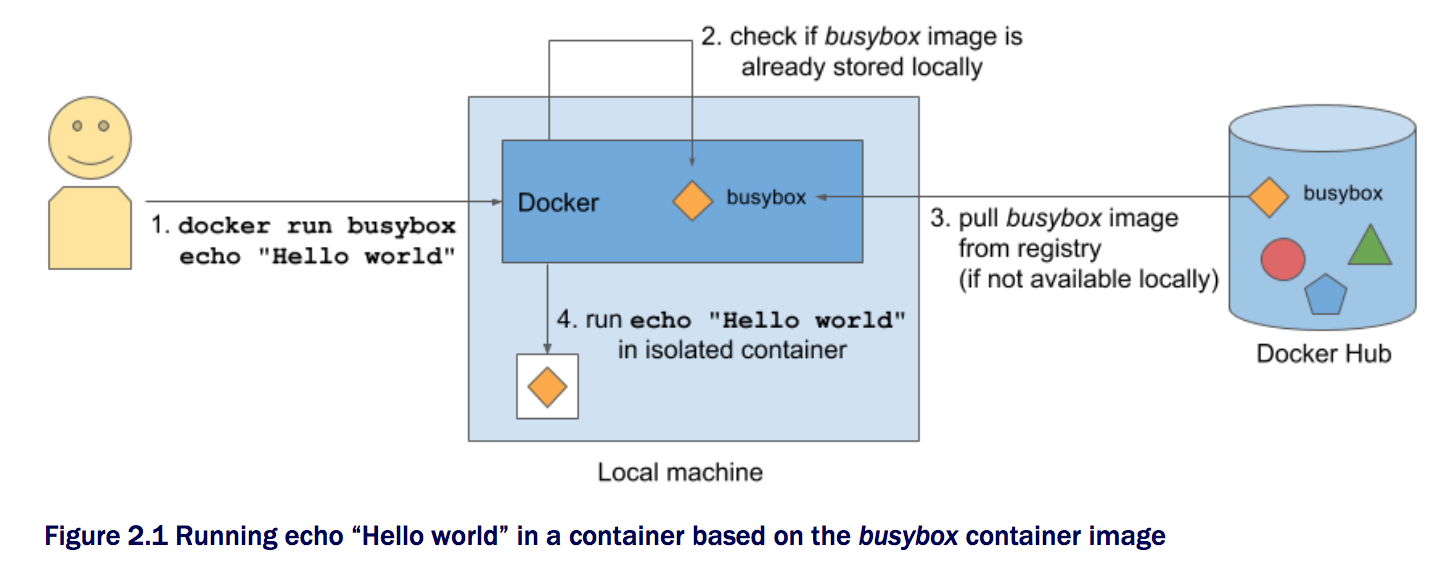 2. check if busybox image is
already stored locally
Docker
busybox
busybox
1. docker run busybox
echo "Hello world"
3. pull busybox image
from registry
(if not available locally)
4. run echo "Hello world"
in isolated container
Docker Hub
Local machine
Figure 2.1 Running echo “Hello world” in a container based on the busybox container image